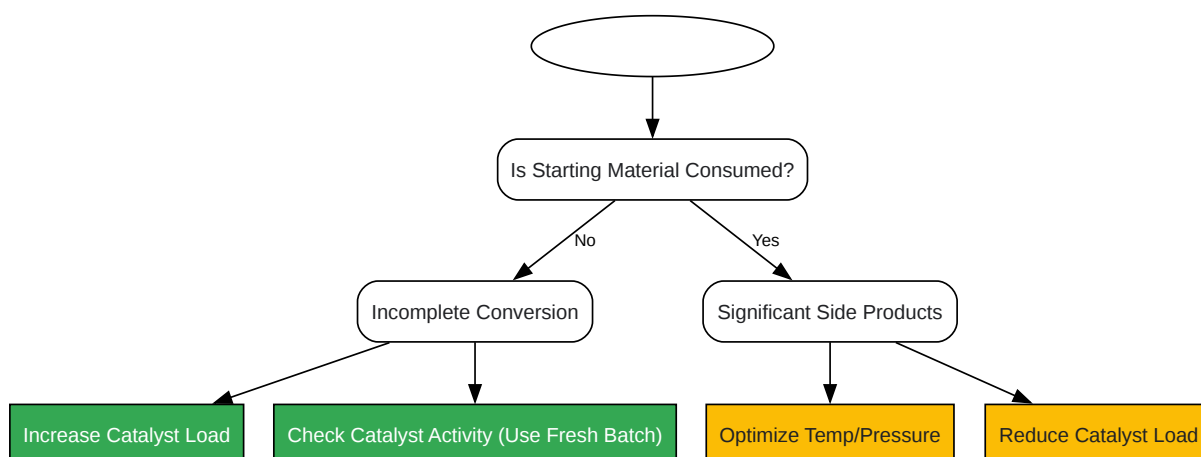 Is Starting Material Consumed?
No
Yes
Incomplete Conversion
Significant Side Products
Increase Catalyst Load
Check Catalyst Activity (Use Fresh Batch)
Optimize Temp/Pressure
Reduce Catalyst Load